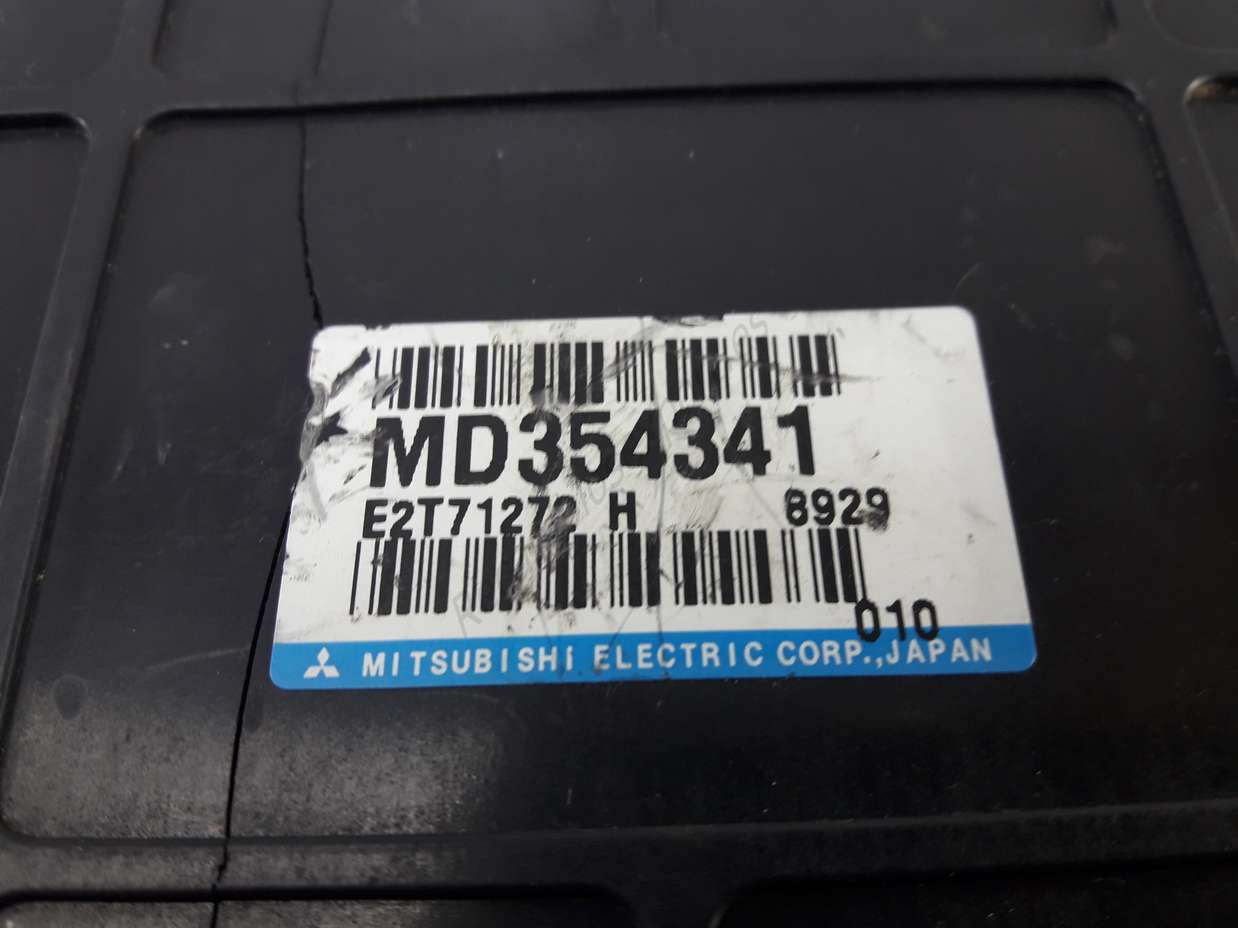 MD354341
E2T71272 H 8929
010
MITSUBISHI ELECTRIC CORP.,JAPAN